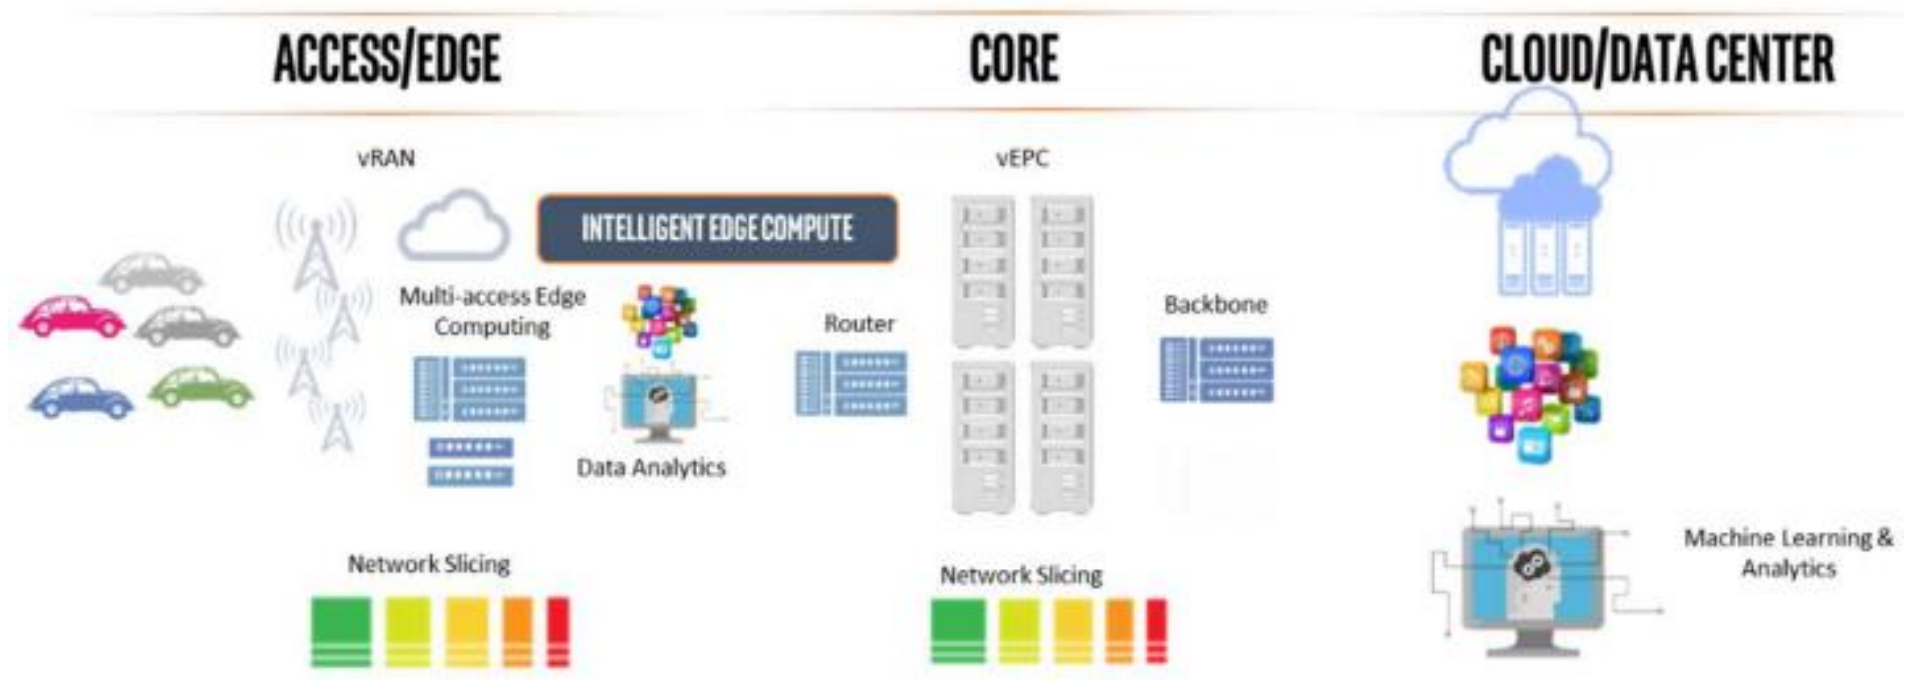 ACCESS/EDGE
CORE
CLOUD/DATA CENTER
vRAN
vEPC
INTELLIGENT EDGE COMPUTE
Multi-access Edge
Computing
Router
Backbone
Data Analytics
Machine Learning &
Analytics
Network Slicing
Network Slicing